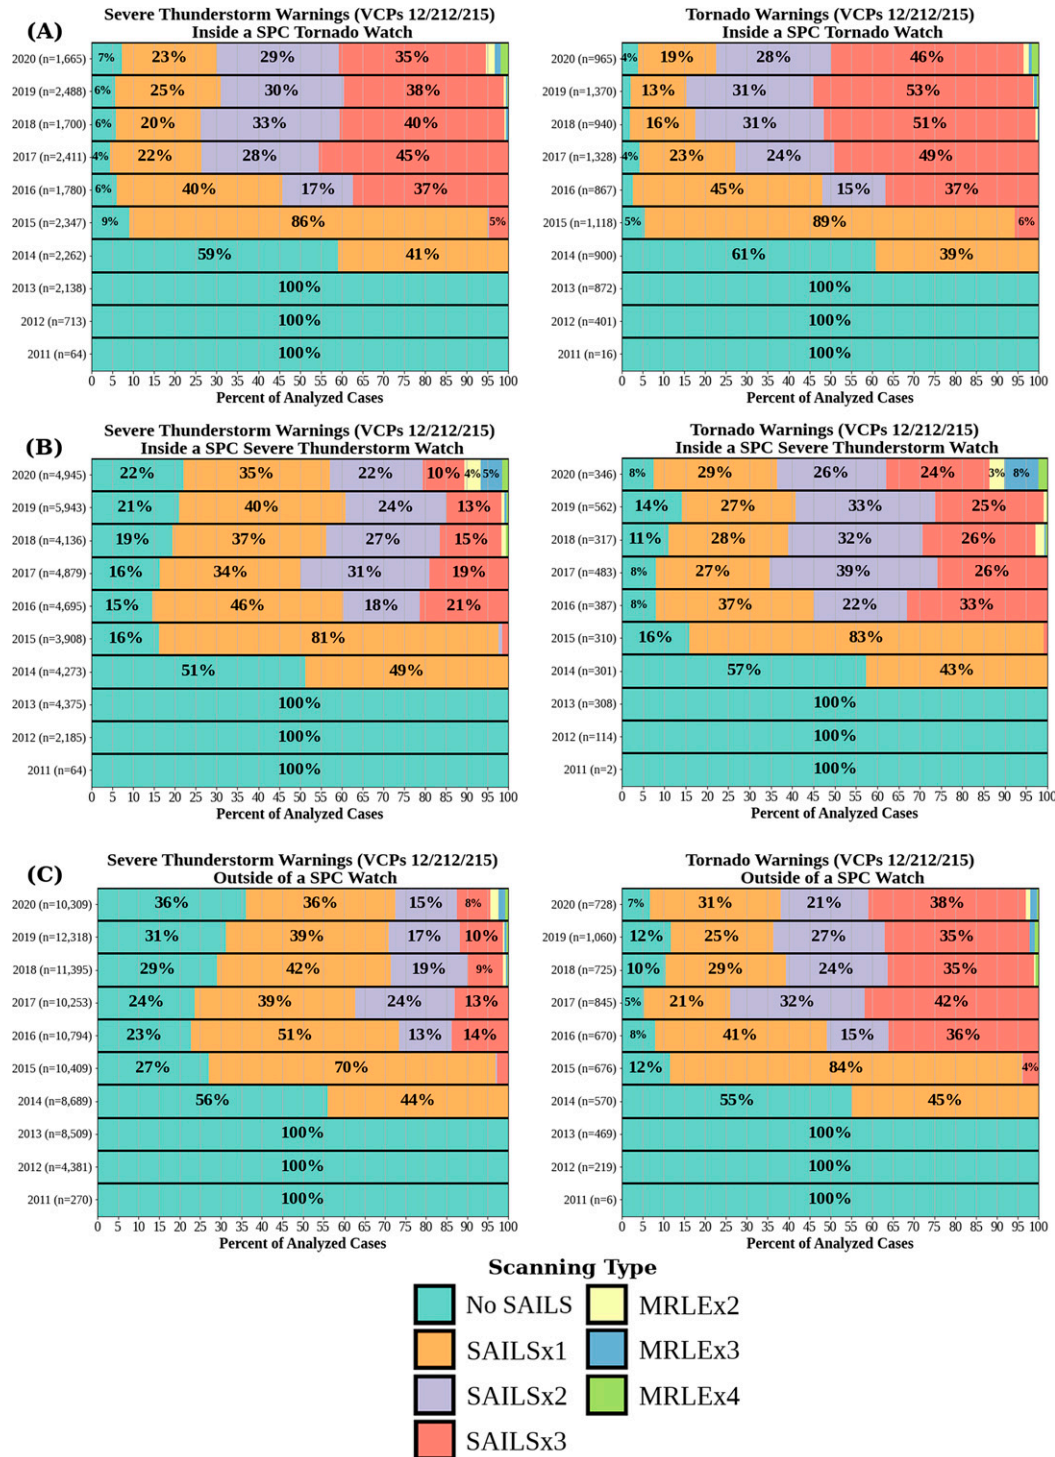 (A)
Severe Thunderstorm Warnings (VCPs 12/212/215)
Inside a SPC Tornado Watch
2020 (n=1,665) 7% 23% 29% 35%
2019 (n=2,488) 6% 25% 30% 38%
2018 (n=1,700) 6% 20% 33% 40%
2017 (n=2,411) 4% 22% 28% 45%
2016 (n=1,780) 6% 40% 17% 37%
2015 (n=2,347) 9% 86% 5%
2014 (n=2,262) 59% 41%
2013 (n=2,138) 100%
2012 (n=713) 100%
2011 (n=64) 100%
0 5 10 15 20 25 30 35 40 45 50 55 60 65 70 75 80 85 90 95 100
Percent of Analyzed Cases
Tornado Warnings (VCPs 12/212/215)
Inside a SPC Tornado Watch
2020 (n=965) 4% 19% 28% 46%
2019 (n=1,370) 13% 31% 53%
2018 (n=940) 16% 31% 51%
2017 (n=1,328) 4% 23% 24% 49%
2016 (n=867) 45% 15% 37%
2015 (n=1,118) 5% 89% 6%
2014 (n=900) 61% 39%
2013 (n=872) 100%
2012 (n=401) 100%
2011 (n=16) 100%
0 5 10 15 20 25 30 35 40 45 50 55 60 65 70 75 80 85 90 95 100
Percent of Analyzed Cases
(B)
Severe Thunderstorm Warnings (VCPs 12/212/215)
Inside a SPC Severe Thunderstorm Watch
2020 (n=4,945) 22% 35% 22% 10% 4% 5%
2019 (n=5,943) 21% 40% 24% 13%
2018 (n=4,136) 19% 37% 27% 15%
2017 (n=4,879) 16% 34% 31% 19%
2016 (n=4,695) 15% 46% 18% 21%
2015 (n=3,908) 16% 81%
2014 (n=4,273) 51% 49%
2013 (n=4,375) 100%
2012 (n=2,185) 100%
2011 (n=64) 100%
0 5 10 15 20 25 30 35 40 45 50 55 60 65 70 75 80 85 90 95 100
Percent of Analyzed Cases
Tornado Warnings (VCPs 12/212/215)
Inside a SPC Severe Thunderstorm Watch
2020 (n=346) 8% 29% 26% 24% 3% 8%
2019 (n=562) 14% 27% 33% 25%
2018 (n=317) 11% 28% 32% 26%
2017 (n=483) 8% 27% 39% 26%
2016 (n=387) 8% 37% 22% 33%
2015 (n=310) 16% 83%
2014 (n=301) 57% 43%
2013 (n=308) 100%
2012 (n=114) 100%
2011 (n=2) 100%
0 5 10 15 20 25 30 35 40 45 50 55 60 65 70 75 80 85 90 95 100
Percent of Analyzed Cases
(C)
Severe Thunderstorm Warnings (VCPs 12/212/215)
Outside of a SPC Watch
2020 (n=10,309) 36% 36% 15% 8%
2019 (n=12,318) 31% 39% 17% 10%
2018 (n=11,395) 29% 42% 19% 9%
2017 (n=10,253) 24% 39% 24% 13%
2016 (n=10,794) 23% 51% 13% 14%
2015 (n=10,409) 27% 70%
2014 (n=8,689) 56% 44%
2013 (n=8,509) 100%
2012 (n=4,381) 100%
2011 (n=270) 100%
0 5 10 15 20 25 30 35 40 45 50 55 60 65 70 75 80 85 90 95 100
Percent of Analyzed Cases
Tornado Warnings (VCPs 12/212/215)
Outside of a SPC Watch
2020 (n=728) 7% 31% 21% 38%
2019 (n=1,060) 12% 25% 27% 35%
2018 (n=725) 10% 29% 24% 35%
2017 (n=845) 5% 21% 32% 42%
2016 (n=670) 8% 41% 15% 36%
2015 (n=676) 12% 84% 4%
2014 (n=570) 55% 45%
2013 (n=469) 100%
2012 (n=219) 100%
2011 (n=6) 100%
0 5 10 15 20 25 30 35 40 45 50 55 60 65 70 75 80 85 90 95 100
Percent of Analyzed Cases
Scanning Type
No SAILS
SAILSx1
SAILSx2
SAILSx3
MRLEx2
MRLEx3
MRLEx4